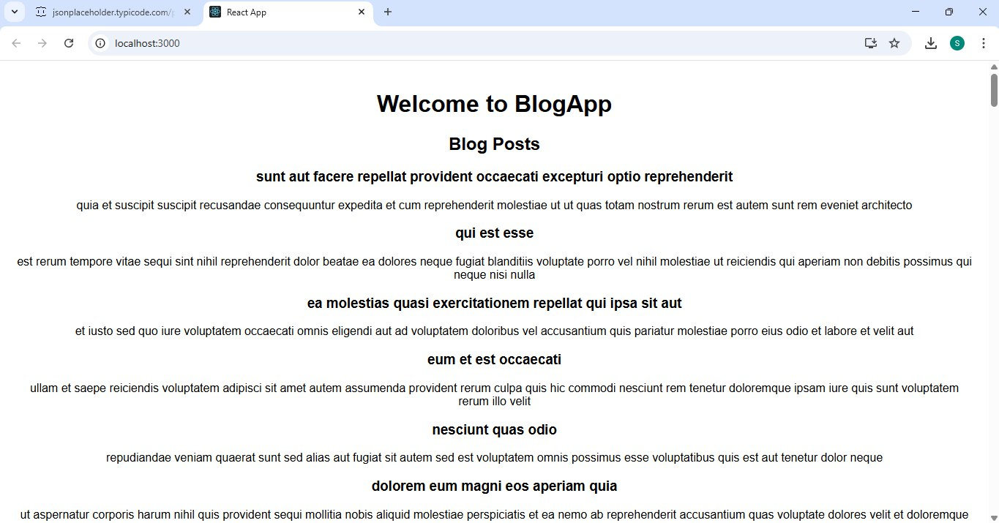 jsonplaceholder.typicode.com/
React App
localhost:3000
S
Welcome to BlogApp
Blog Posts
sunt aut facere repellat provident occaecati excepturi optio reprehenderit
quia et suscipit suscipit recusandae consequuntur expedita et cum reprehenderit molestiae ut ut quas totam nostrum rerum est autem sunt rem eveniet architecto
qui est esse
est rerum tempore vitae sequi sint nihil reprehenderit dolor beatae ea dolores neque fugiat blanditiis voluptate porro vel nihil molestiae ut reiciendis qui aperiam non debitis possimus qui
neque nisi nulla
ea molestias quasi exercitationem repellat qui ipsa sit aut
et iusto sed quo iure voluptatem occaecati omnis eligendi aut ad voluptatem doloribus vel accusantium quis pariatur molestiae porro eius odio et labore et velit aut
eum et est occaecati
ullam et saepe reiciendis voluptatem adipisci sit amet autem assumenda provident rerum culpa quis hic commodi nesciunt rem tenetur doloremque ipsam iure quis sunt voluptatem
rerum illo velit
nesciunt quas odio
repudiandae veniam quaerat sunt sed alias aut fugiat sit autem sed est voluptatem omnis possimus esse voluptatibus quis est aut tenetur dolor neque
dolorem eum magni eos aperiam quia
ut aspernatur corporis harum nihil quis provident sequi mollitia nobis aliquid molestiae perspiciatis et ea nemo ab reprehenderit accusantium quas voluptate dolores velit et doloremque